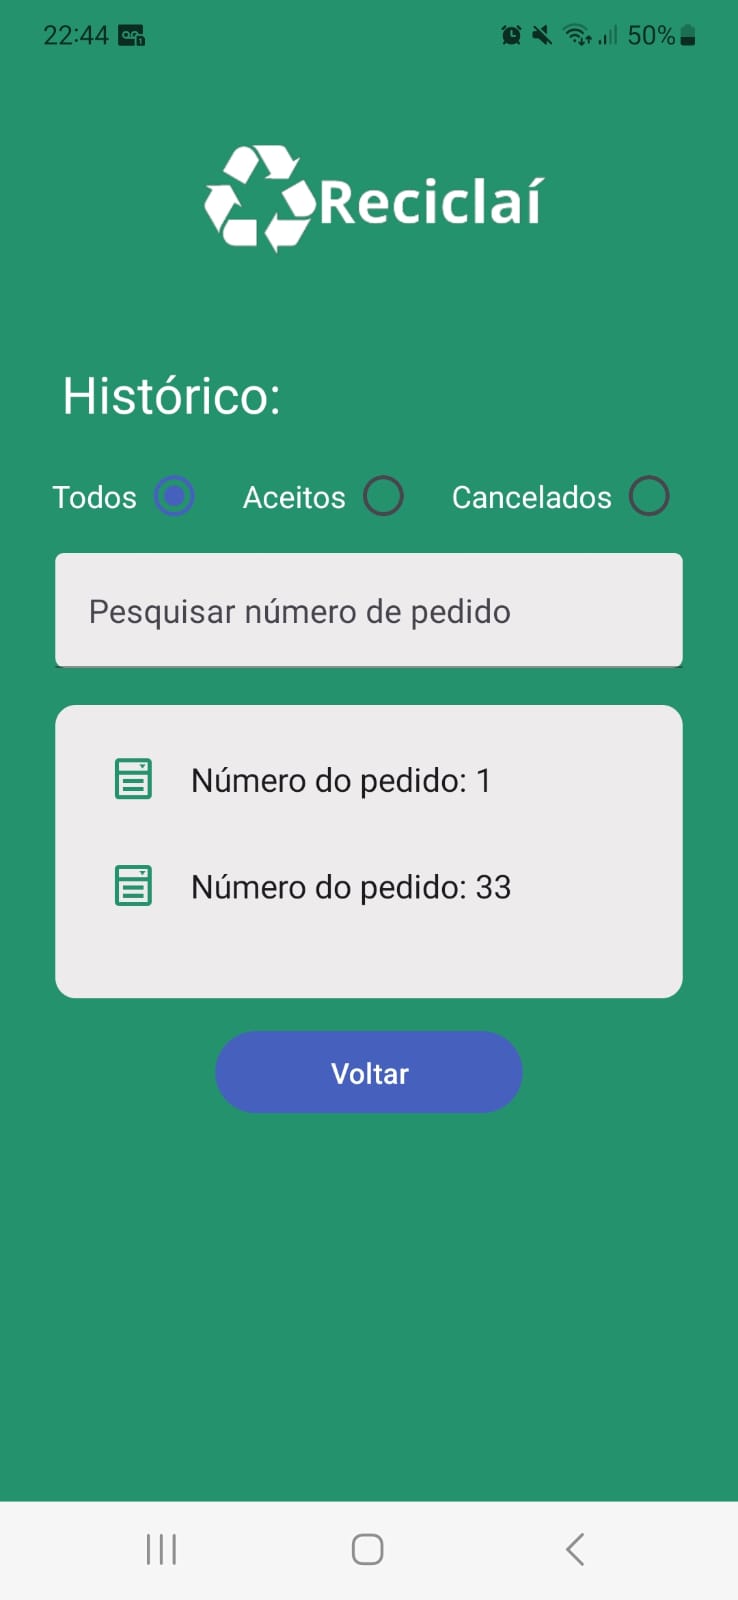 22:44
50%
Reciclaí
Histórico:
Todos Aceitos Cancelados
Pesquisar número de pedido
Número do pedido: 1
Número do pedido: 33
Voltar